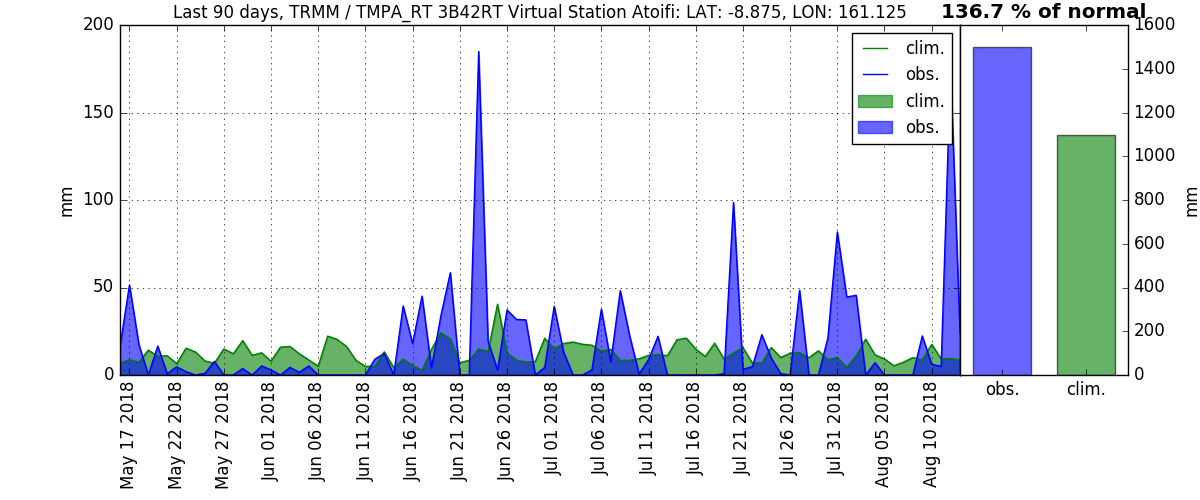 Last 90 days, TRMM / TMPA_RT 3B42RT Virtual Station Atoifi: LAT: -8.875, LON: 161.125
136.7 % of normal
200
150
100
50
0
mm
clim.
obs.
clim.
obs.
1600
1400
1200
1000
800
600
400
200
0
mm
May 17 2018
May 22 2018
May 27 2018
Jun 01 2018
Jun 06 2018
Jun 11 2018
Jun 16 2018
Jun 21 2018
Jun 26 2018
Jul 01 2018
Jul 06 2018
Jul 11 2018
Jul 16 2018
Jul 21 2018
Jul 26 2018
Jul 31 2018
Aug 05 2018
Aug 10 2018
obs.
clim.